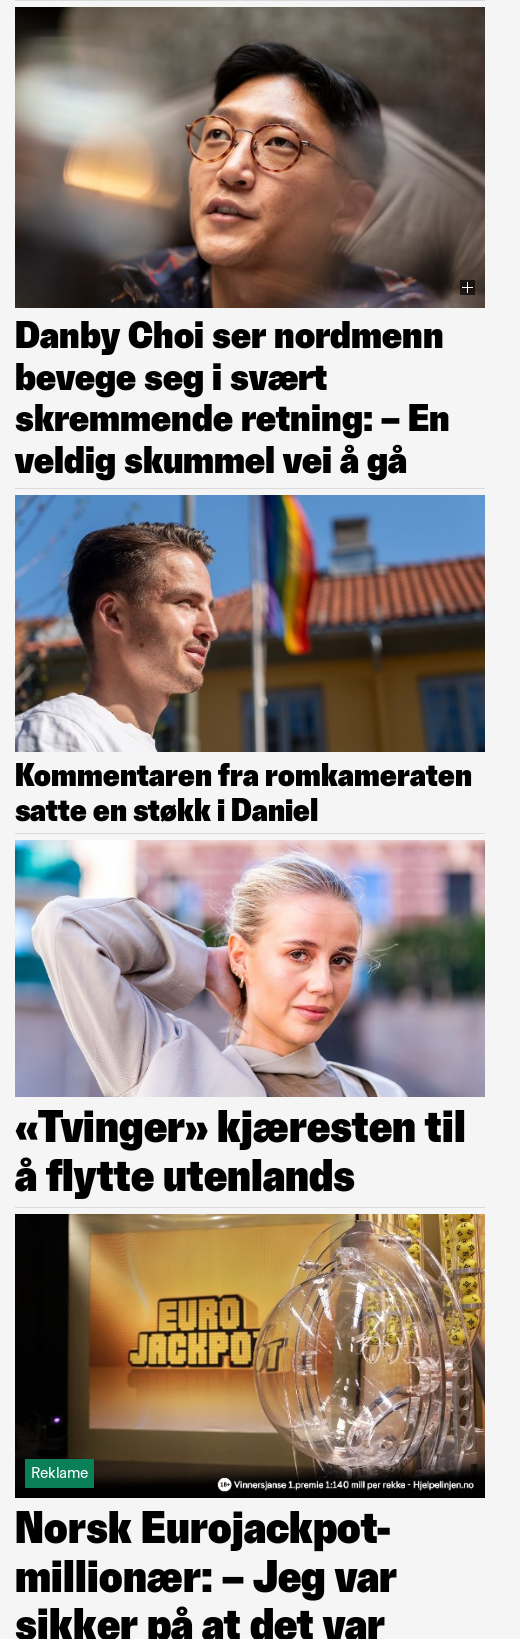 Danby Choi ser nordmenn
bevege seg i svært
skremmende retning: – En
veldig skummel vei å gå
Kommentaren fra romkameraten
satte en støkk i Daniel
«Tvinger» kjæresten til
å flytte utenlands
EURO
JACKPOT
Reklame
18+ Vinnersjanse 1.premie 1:140 mill per rekke - Hjelpelinjen.no
Norsk Eurojackpot-
millionær: – Jeg var
sikker på at det var